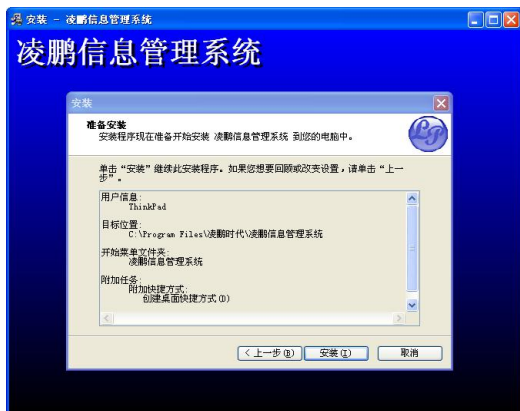 安装 - 凌鹏信息管理系统
凌鹏信息管理系统
安装
准备安装
安装程序现在准备开始安装 凌鹏信息管理系统 到您的电脑中。
LP
单击“安装”继续此安装程序。如果您想要回顾或改变设置，请单击“上一
步”。
用户信息:
ThinkPad
目标位置:
C:\Program Files\凌鹏时代\凌鹏信息管理系统
开始菜单文件夹:
凌鹏信息管理系统
附加任务:
附加快捷方式:
创建桌面快捷方式(D)
< 上一步(B)
安装(I)
取消